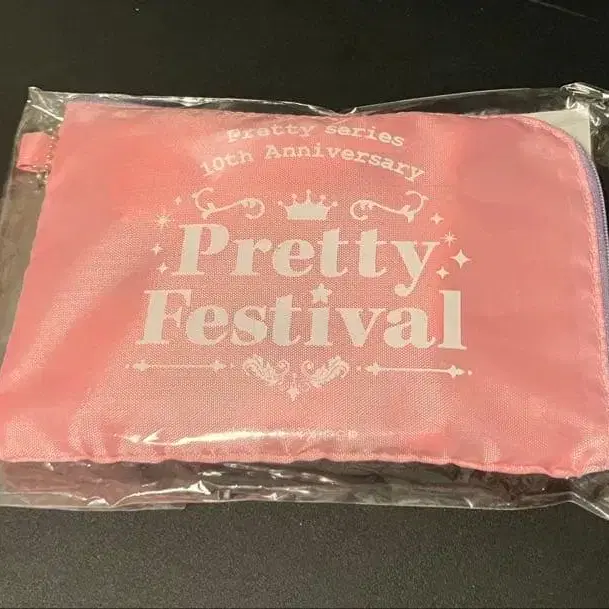 Pretty series
10th Anniversary
Pretty
Festival